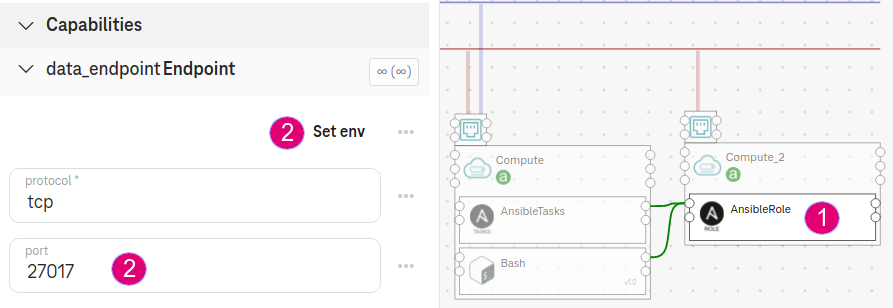 Capabilities
data_endpoint Endpoint
∞ (∞)
2 Set env
protocol *
tcp
port
27017 2
Compute
a
AnsibleTasks
A
TASKS
Bash
v1.0
Compute_2
a
AnsibleRole
A
ROLE
1